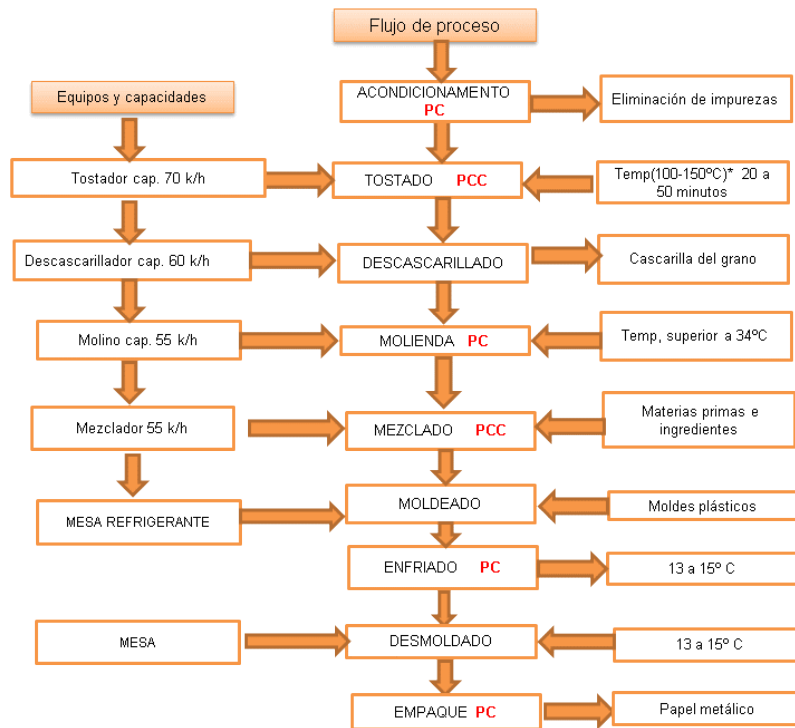 Flujo de proceso
Equipos y capacidades
ACONDICIONAMENTO
PC
Eliminación de impurezas
Tostador cap. 70 k/h
TOSTADO PCC
Temp(100-150ºC)* 20 a
50 minutos
Descascarillador cap. 60 k/h
DESCASCARILLADO
Cascarilla del grano
Molino cap. 55 k/h
MOLIENDA PC
Temp, superior a 34ºC
Mezclador 55 k/h
MEZCLADO PCC
Materias primas e
ingredientes
MESA REFRIGERANTE
MOLDEADO
Moldes plásticos
ENFRIADO PC
13 a 15º C
MESA
DESMOLDADO
13 a 15º C
EMPAQUE PC
Papel metálico